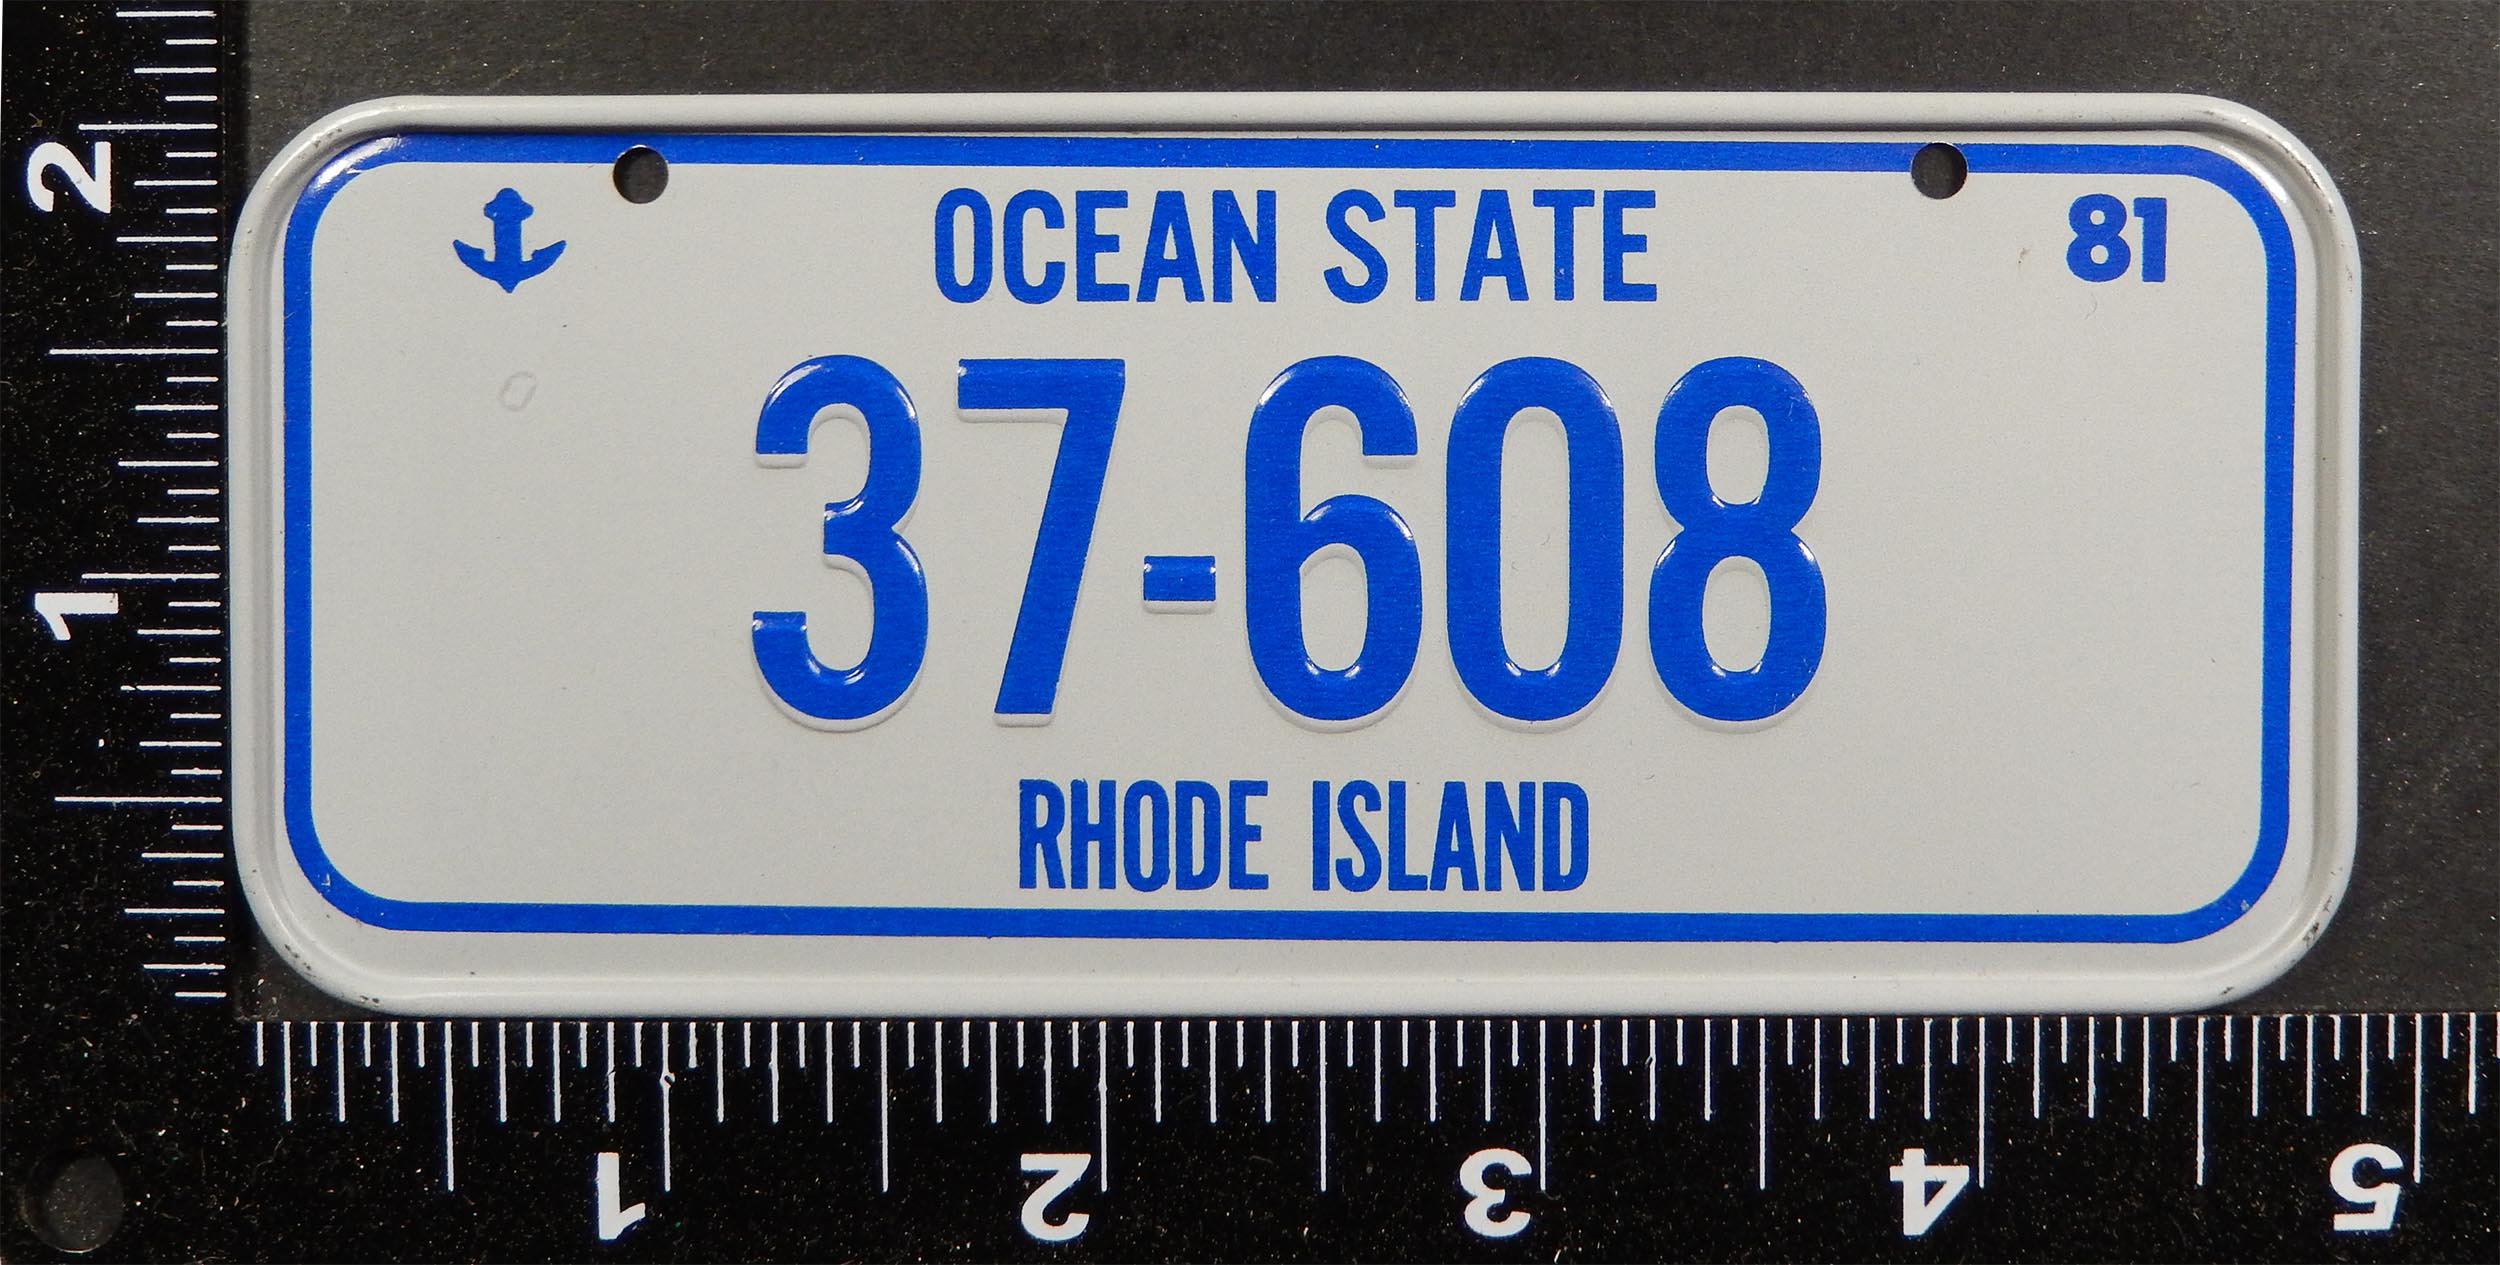 OCEAN STATE 81
37-608
RHODE ISLAND
2
1
1 2 3 4 5